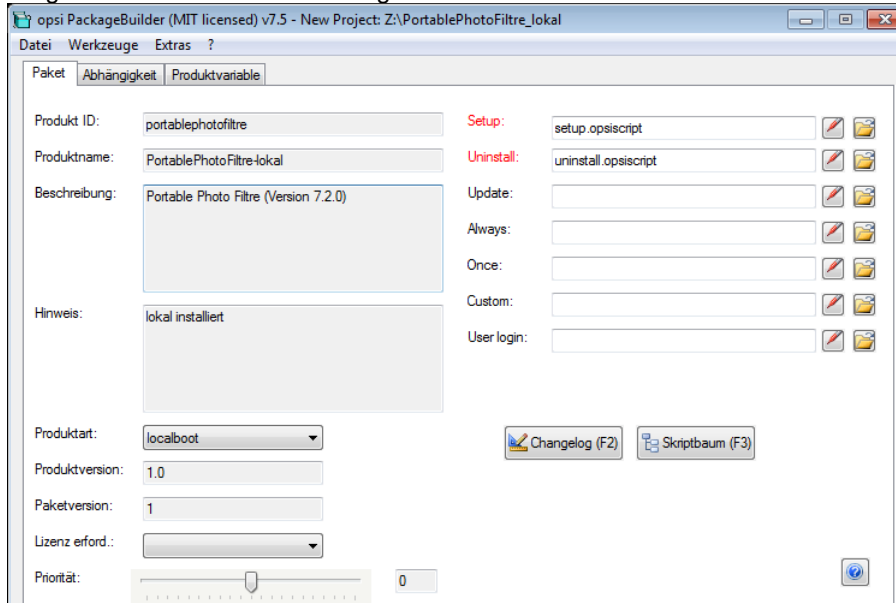 opsi PackageBuilder (MIT licensed) v7.5 - New Project: Z:\PortablePhotoFiltre_lokal
Datei Werkzeuge Extras ?
Paket Abhängigkeit Produktvariable
Produkt ID: portablephotofiltre
Produktname: PortablePhotoFiltre-lokal
Beschreibung: Portable Photo Filtre (Version 7.2.0)
Hinweis: lokal installiert
Produktart: localboot
Produktversion: 1.0
Paketversion: 1
Lizenz erford.:
Priorität: 0
Setup: setup.opsiscript
Uninstall: uninstall.opsiscript
Update:
Always:
Once:
Custom:
User login:
Changelog (F2) Skriptbaum (F3)